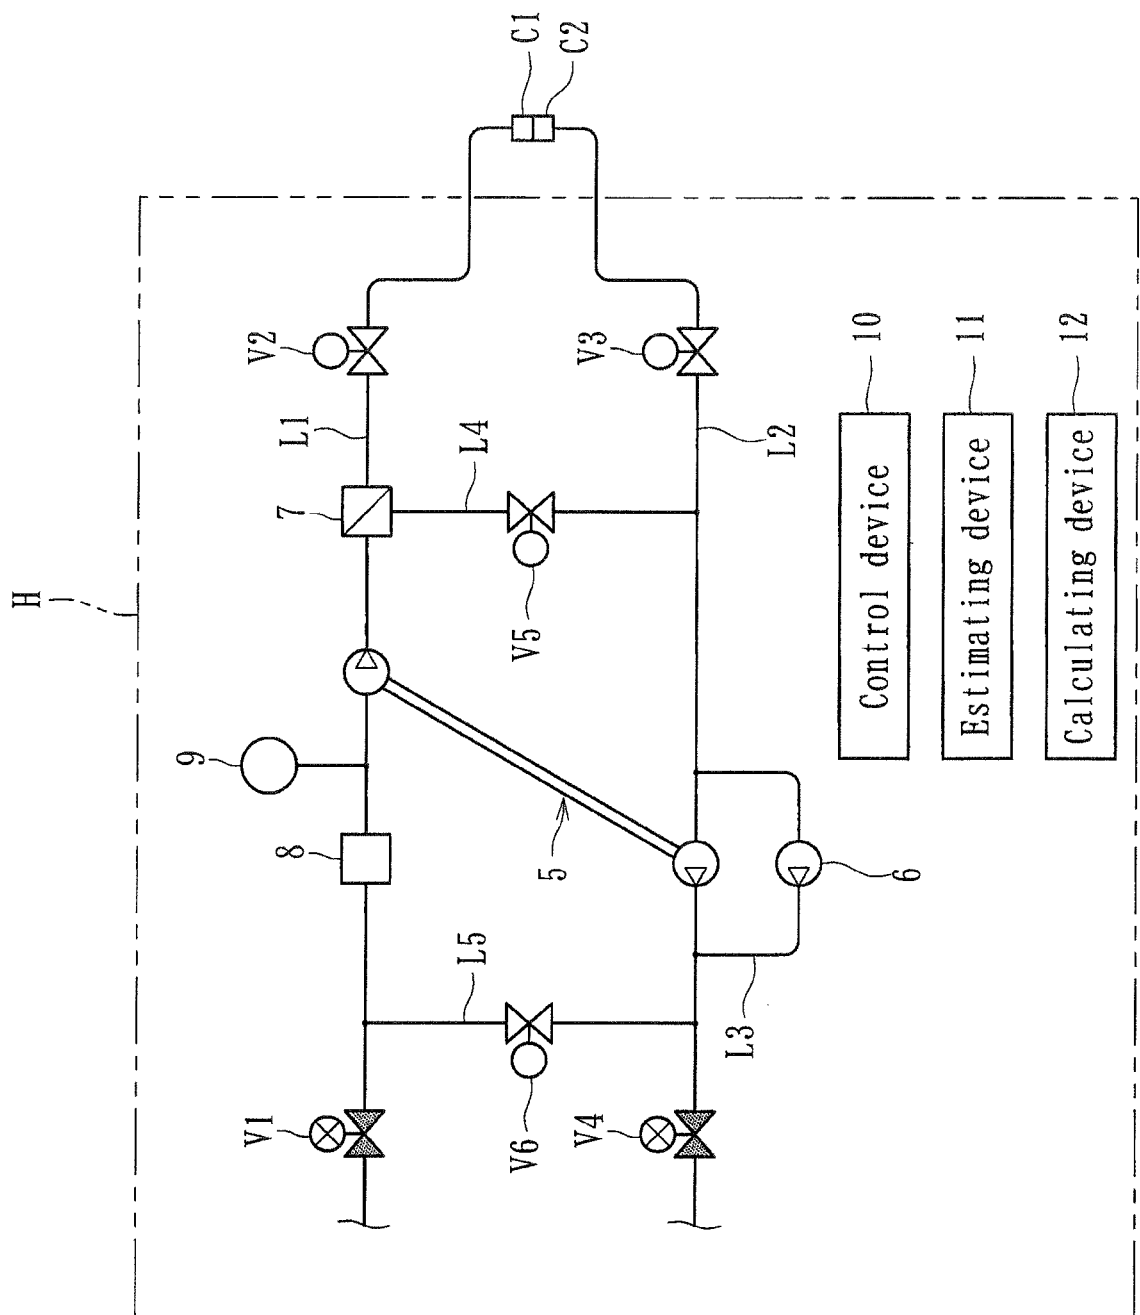 H
C1
C2
V2
V3
L1
L4
L2
7
V5
9
8
5
6
L5
L3
V1
V6
V4
Control device
10
Estimating device
11
Calculating device
12